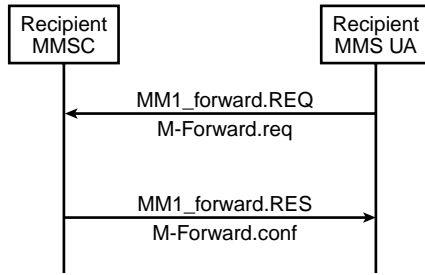 Recipient
MMSC
Recipient
MMS UA
MM1_forward.REQ
M-Forward.req
MM1_forward.RES
M-Forward.conf